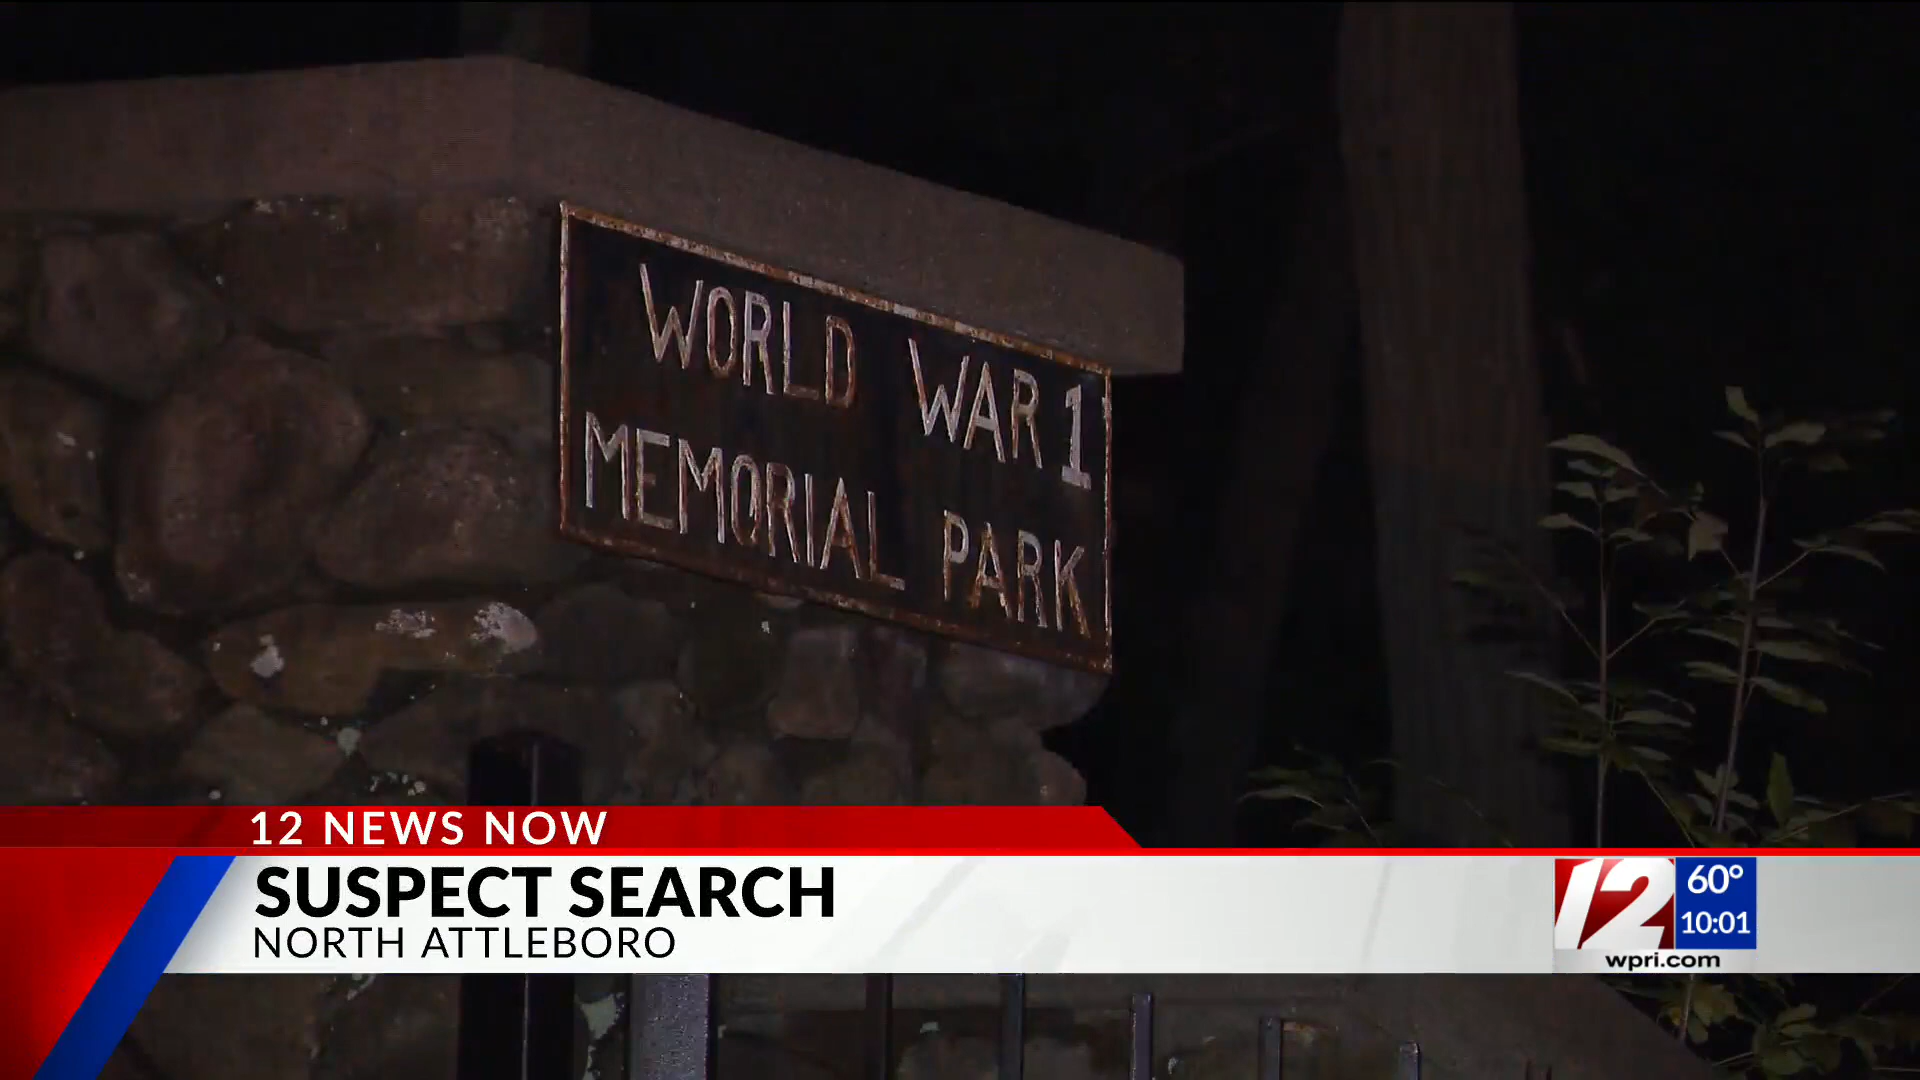 WORLD WAR 1
MEMORIAL PARK
12 NEWS NOW
SUSPECT SEARCH
NORTH ATTLEBORO
12
60°
10:01
wpri.com